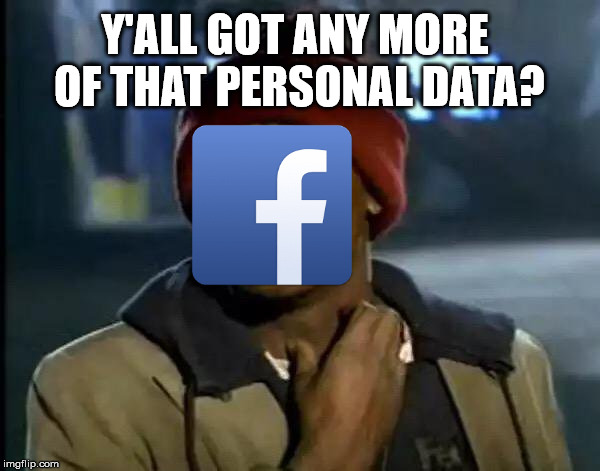 Y'ALL GOT ANY MORE
OF THAT PERSONAL DATA?
f
imgflip.com